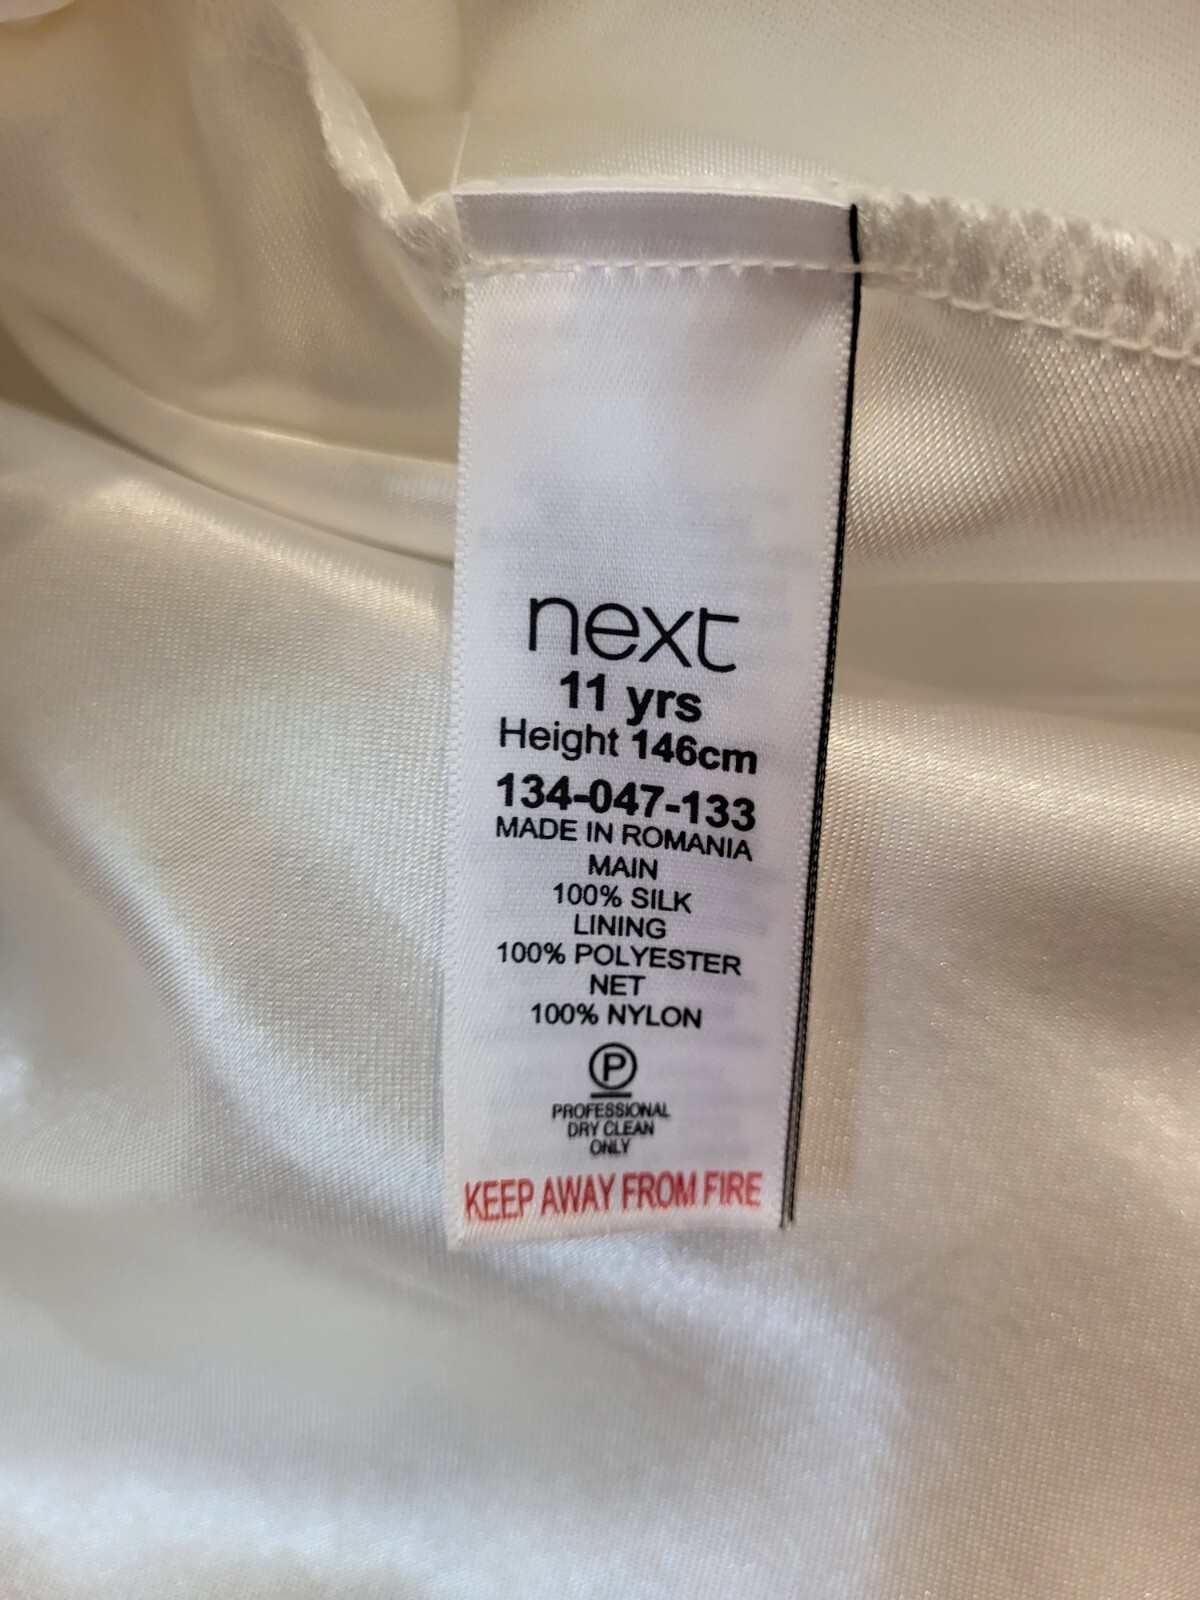 next
11 yrs
Height 146cm
134-047-133
MADE IN ROMANIA
MAIN
100% SILK
LINING
100% POLYESTER
NET
100% NYLON
P
PROFESSIONAL
DRY CLEAN
ONLY
KEEP AWAY FROM FIRE